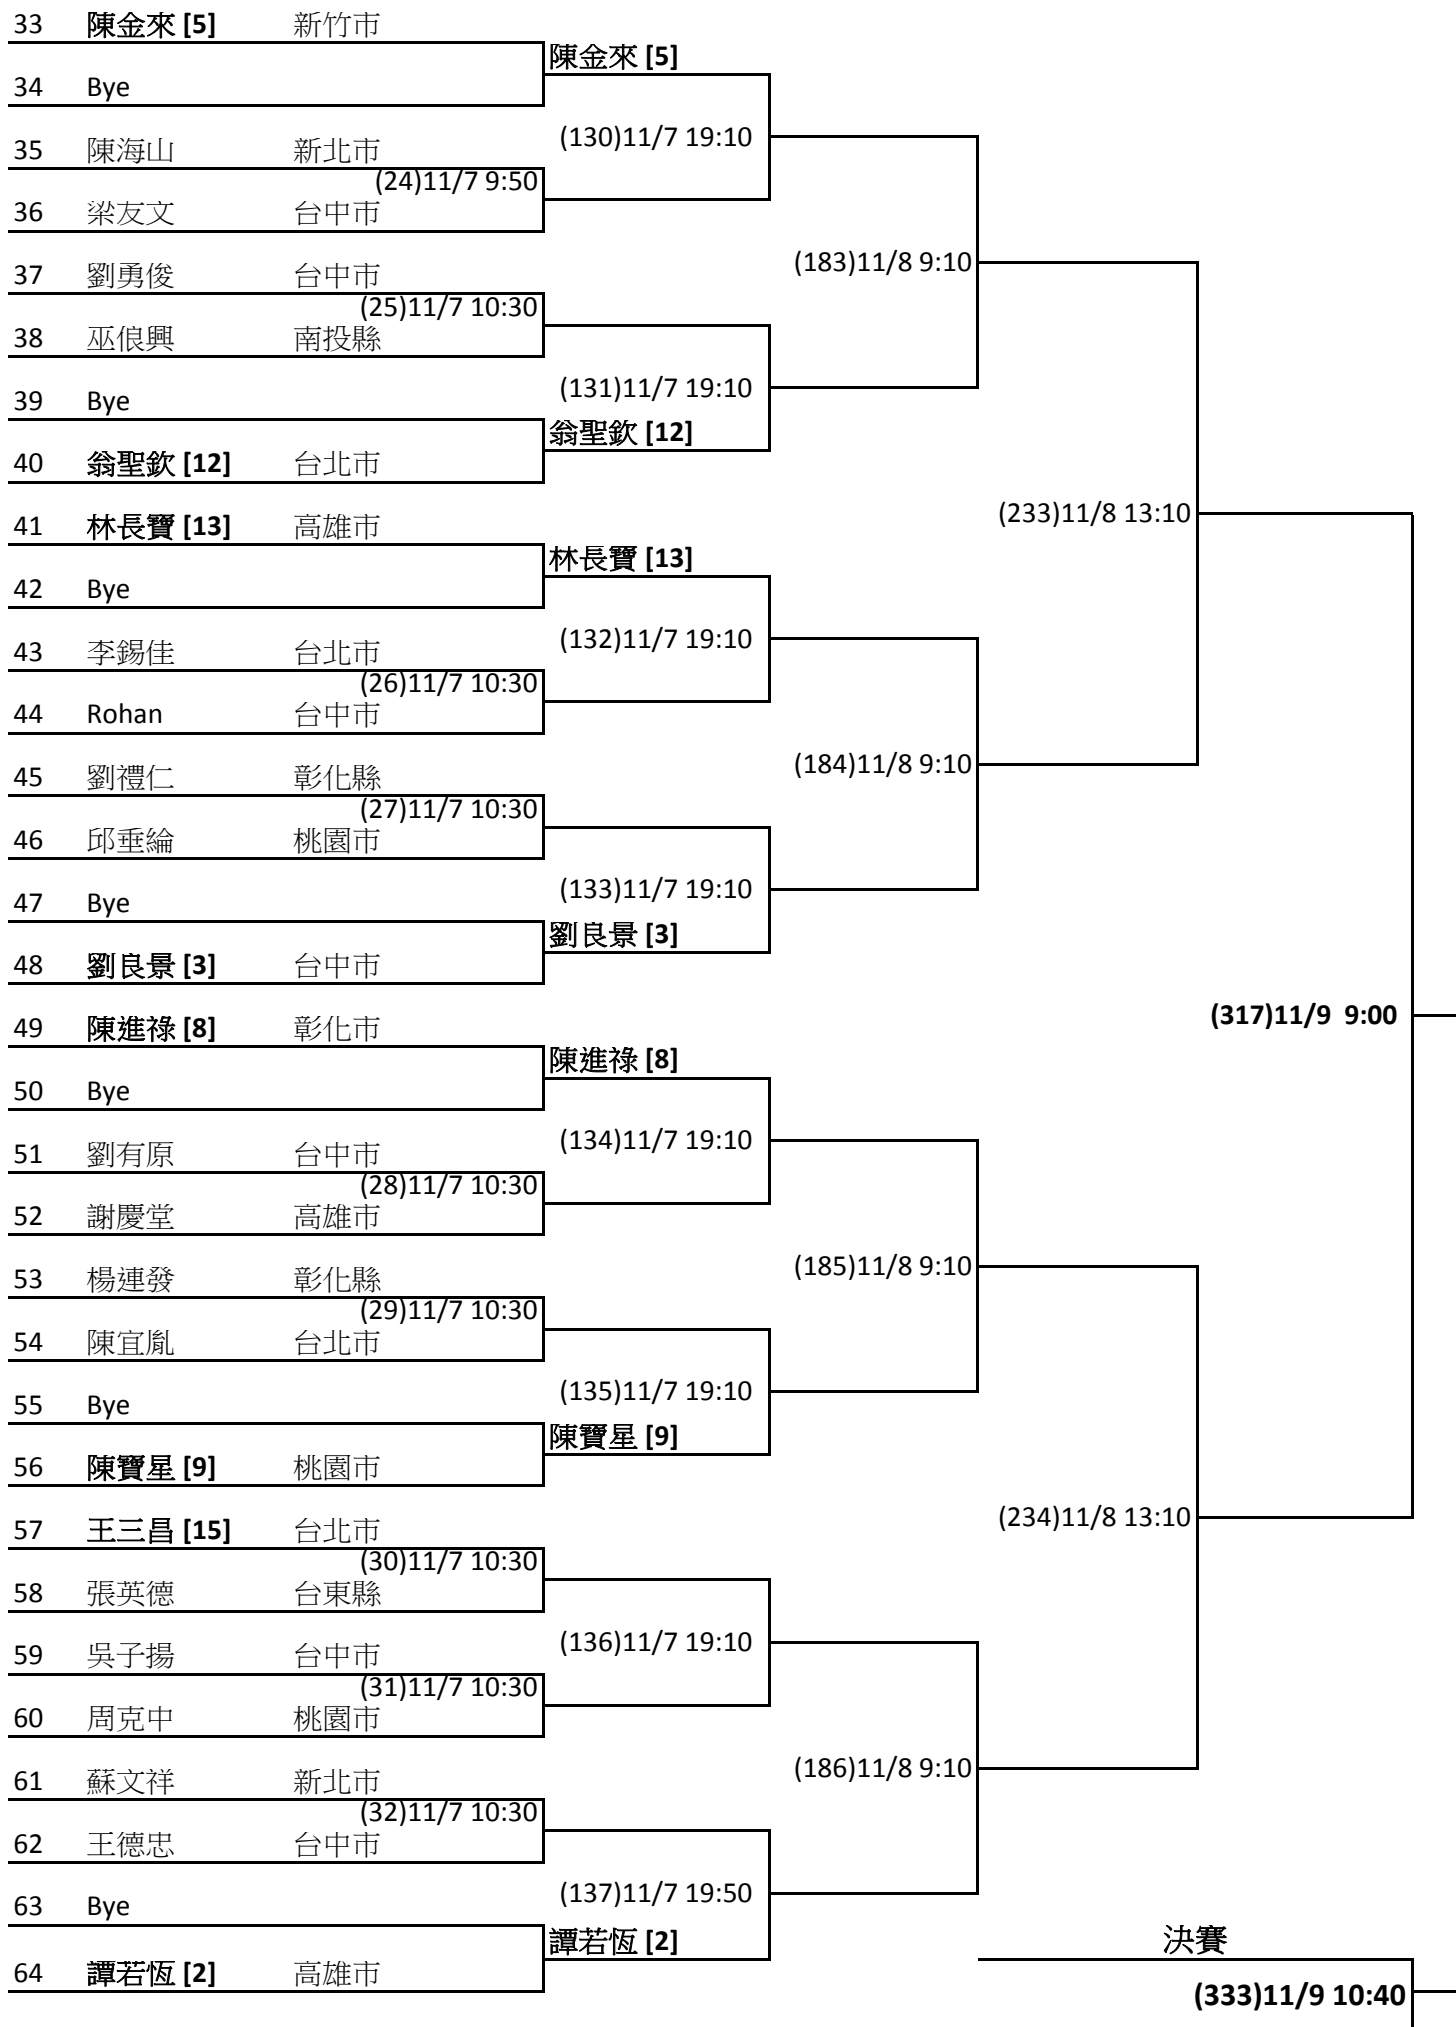 33 陳金來 [5] 新竹市
陳金來 [5]
34 Bye
(130)11/7 19:10
35 陳海山 新北市
(24)11/7 9:50
36 梁友文 台中市
(183)11/8 9:10
37 劉勇俊 台中市
(25)11/7 10:30
38 巫俍興 南投縣
(131)11/7 19:10
39 Bye
翁聖欽 [12]
40 翁聖欽 [12] 台北市
(233)11/8 13:10
41 林長寶 [13] 高雄市
林長寶 [13]
42 Bye
(132)11/7 19:10
43 李錫佳 台北市
(26)11/7 10:30
44 Rohan 台中市
(184)11/8 9:10
45 劉禮仁 彰化縣
(27)11/7 10:30
46 邱垂綸 桃園市
(133)11/7 19:10
47 Bye
劉良景 [3]
48 劉良景 [3] 台中市
(317)11/9 9:00
49 陳進祿 [8] 彰化市
陳進祿 [8]
50 Bye
(134)11/7 19:10
51 劉有原 台中市
(28)11/7 10:30
52 謝慶堂 高雄市
(185)11/8 9:10
53 楊連發 彰化縣
(29)11/7 10:30
54 陳宜胤 台北市
(135)11/7 19:10
55 Bye
陳寶星 [9]
56 陳寶星 [9] 桃園市
(234)11/8 13:10
57 王三昌 [15] 台北市
(30)11/7 10:30
58 張英德 台東縣
(136)11/7 19:10
59 吳子揚 台中市
(31)11/7 10:30
60 周克中 桃園市
(186)11/8 9:10
61 蘇文祥 新北市
(32)11/7 10:30
62 王德忠 台中市
(137)11/7 19:50
63 Bye
譚若恆 [2]
決賽
64 譚若恆 [2] 高雄市
(333)11/9 10:40